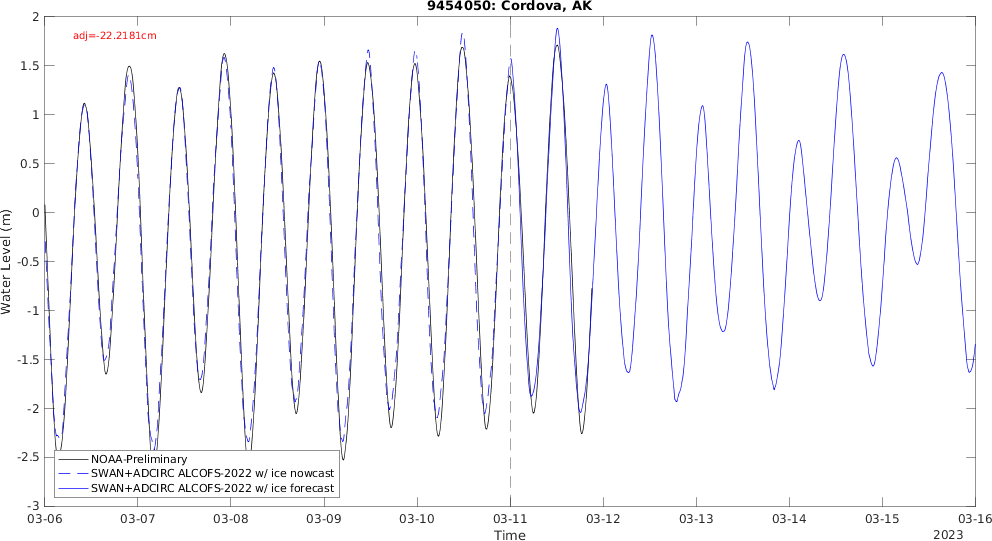 9454050: Cordova, AK
adj=-22.2181cm
2
1.5
1
0.5
0
-0.5
-1
-1.5
-2
-2.5
-3
Water Level (m)
NOAA-Preliminary
SWAN+ADCIRC ALCOFS-2022 w/ ice nowcast
SWAN+ADCIRC ALCOFS-2022 w/ ice forecast
03-06 03-07 03-08 03-09 03-10 03-11 03-12 03-13 03-14 03-15 03-16
Time
2023